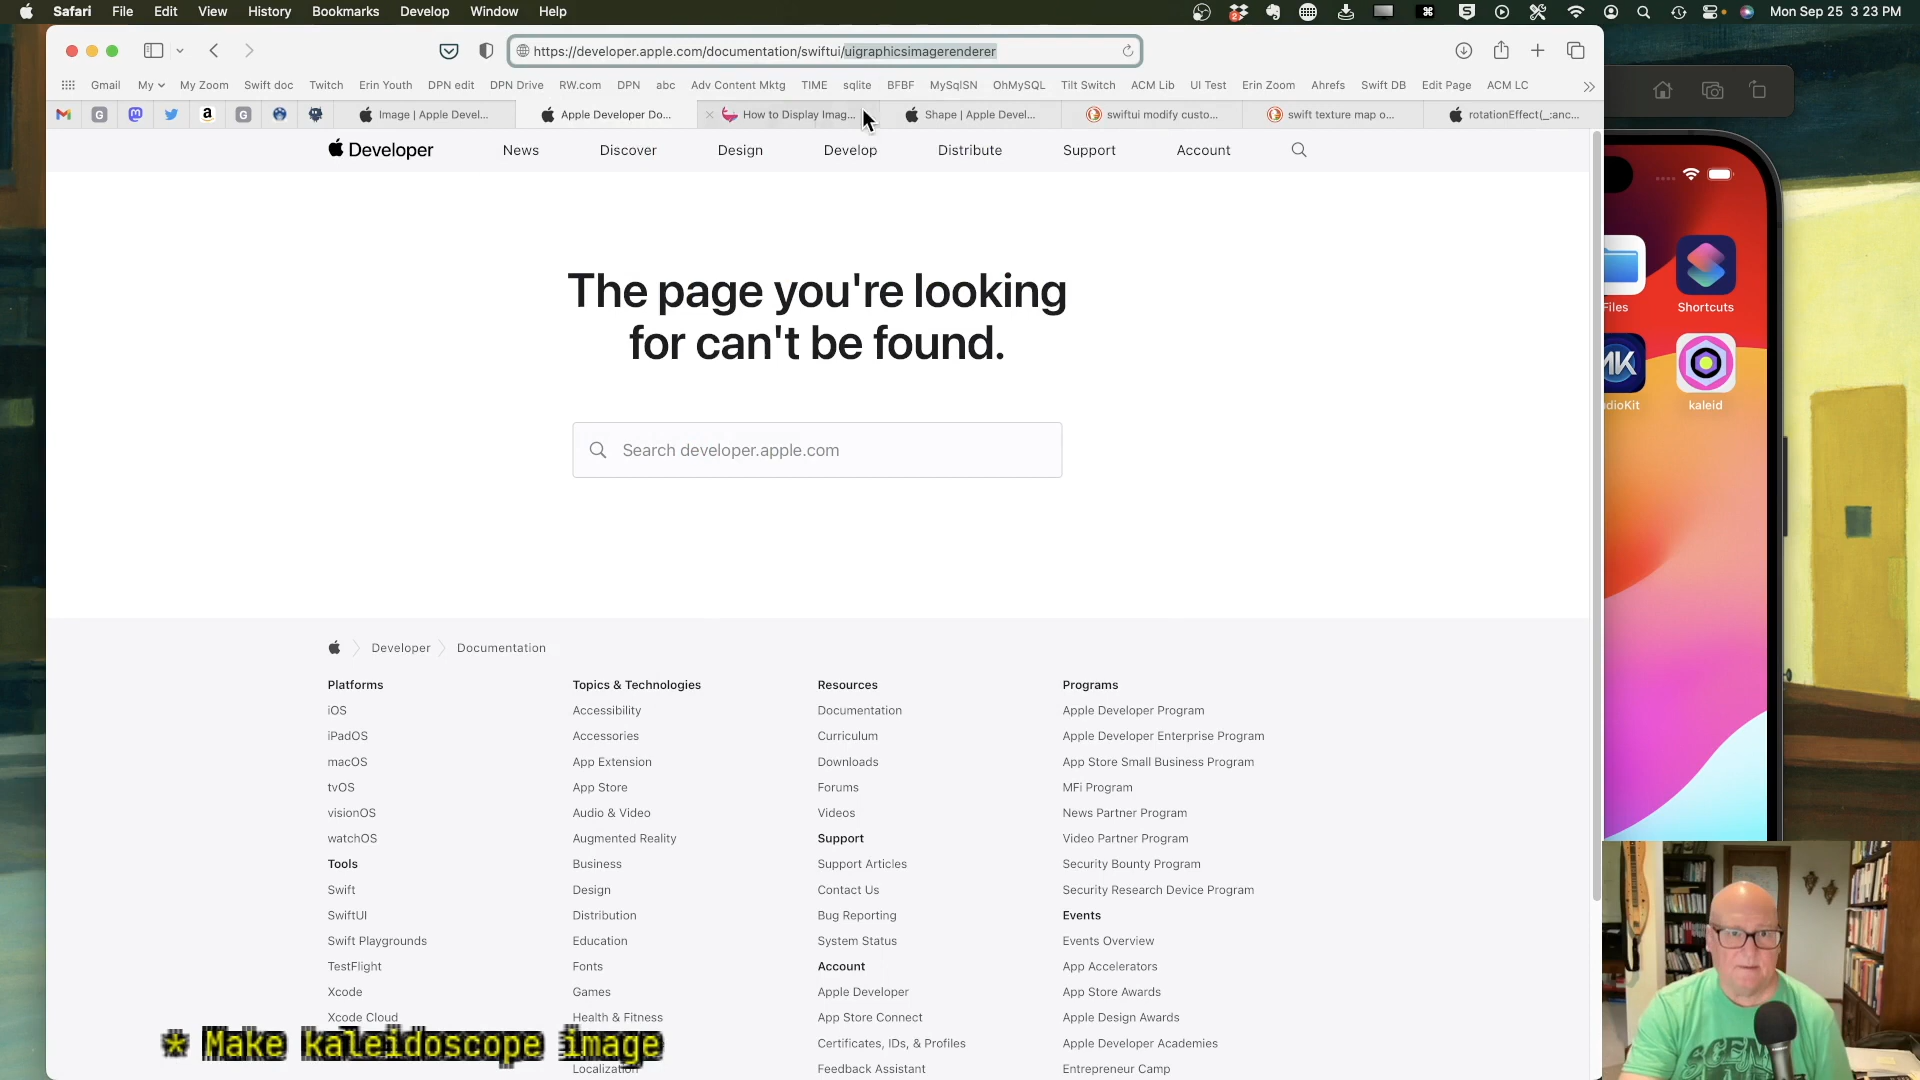 Safari File Edit View History Bookmarks Develop Window Help
2
Mon Sep 25 3 23 PM
https://developer.apple.com/documentation/swiftui/uigraphicsimagerenderer
Gmail My My Zoom Swift doc Twitch Erin Youth DPN edit DPN Drive RW.com DPN abc Adv Content Mktg TIME sqlite BFBF MySqlSN OhMySQL Tilt Switch ACM Lib UI Test Erin Zoom Ahrefs Swift DB Edit Page ACM LC
Image | Apple Devel... Apple Developer Do... How to Display Imag... Shape | Apple Devel... swiftui modify custo... swift texture map o... rotationEffect(_:anc...
Developer News Discover Design Develop Distribute Support Account
The page you're looking
for can't be found.
Search developer.apple.com
Developer Documentation
Platforms
iOS
iPadOS
macOS
tvOS
visionOS
watchOS
Tools
Swift
SwiftUI
Swift Playgrounds
TestFlight
Xcode
Xcode Cloud
Topics & Technologies
Accessibility
Accessories
App Extension
App Store
Audio & Video
Augmented Reality
Business
Design
Distribution
Education
Fonts
Games
Health & Fitness
Localization
Resources
Documentation
Curriculum
Downloads
Forums
Videos
Support
Support Articles
Contact Us
Bug Reporting
System Status
Account
Apple Developer
App Store Connect
Certificates, IDs, & Profiles
Feedback Assistant
Programs
Apple Developer Program
Apple Developer Enterprise Program
App Store Small Business Program
MFi Program
News Partner Program
Video Partner Program
Security Bounty Program
Security Research Device Program
Events
Events Overview
App Accelerators
App Store Awards
Apple Design Awards
Apple Developer Academies
Entrepreneur Camp
Files Shortcuts
dioKit kaleid
* Make kaleidoscope image